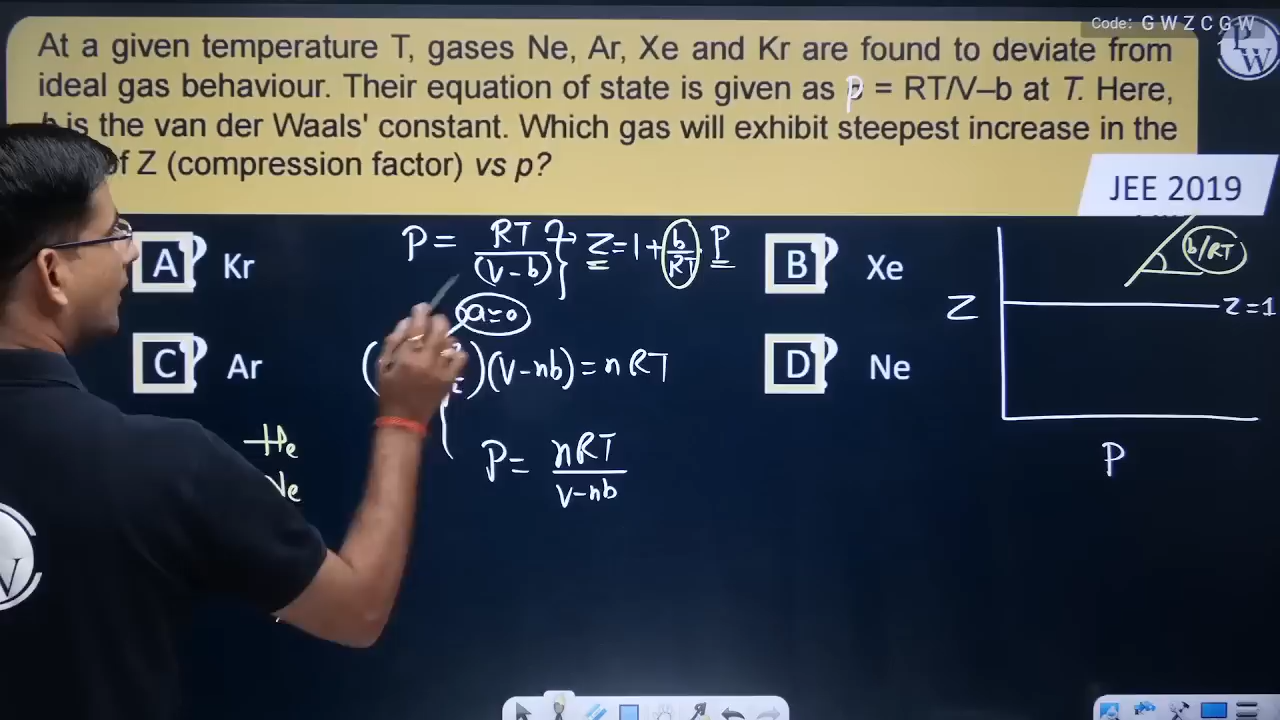 Code: G W Z C G W
At a given temperature T, gases Ne, Ar, Xe and Kr are found to deviate from
ideal gas behaviour. Their equation of state is given as p = RT/V–b at T. Here,
is the van der Waals' constant. Which gas will exhibit steepest increase in the
of Z (compression factor) vs p?
PW
JEE 2019
A? Kr
B? Xe
C? Ar
D? Ne
P = RT/(V-b) } Z = 1 + b/RT P
a=0
)(V-nb) = nRT
P = nRT/V-nb
He
Ne
b/RT
Z
Z=1
P